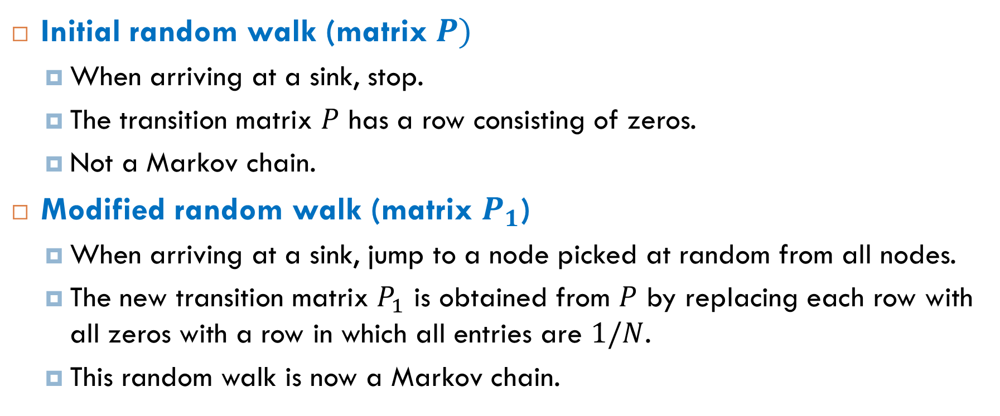 Initial random walk (matrix P)
When arriving at a sink, stop.
The transition matrix P has a row consisting of zeros.
Not a Markov chain.
Modified random walk (matrix P₁)
When arriving at a sink, jump to a node picked at random from all nodes.
The new transition matrix P₁ is obtained from P by replacing each row with
all zeros with a row in which all entries are 1/N.
This random walk is now a Markov chain.